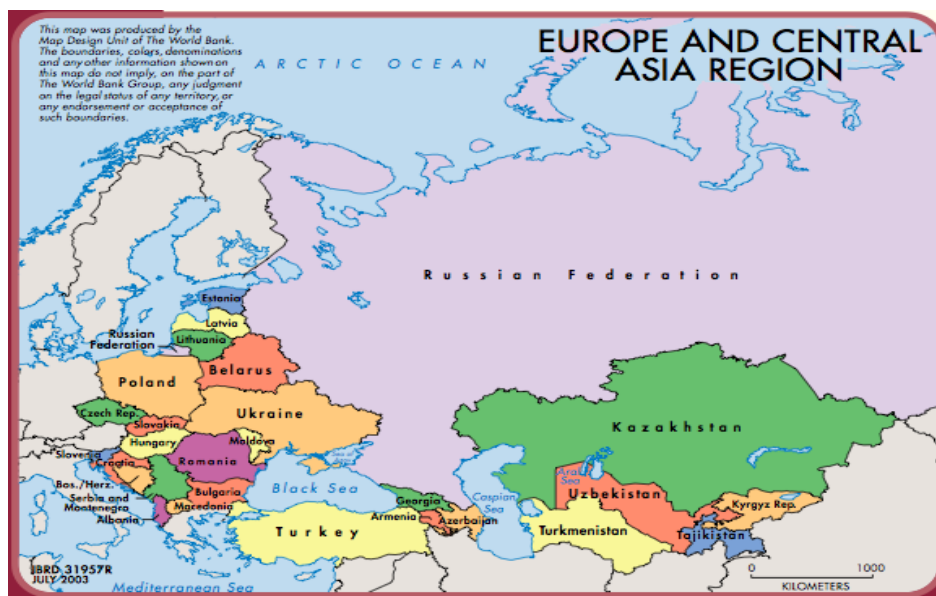 This map was produced by the
Map Design Unit of The World Bank.
The boundaries, colors, denominations
and any other information shown on
this map do not imply, on the part of
The World Bank Group, any judgment
on the legal status of any territory, or
any endorsement or acceptance of
such boundaries.
EUROPE AND CENTRAL
ASIA REGION
ARCTIC OCEAN
Russian Federation
Estonia
Latvia
Lithuania
Russian
Federation
Belarus
Poland
Czech Rep.
Slovakia
Ukraine
Hungary
Moldova
Slovenia
Croatia
Romania
Bos./Herz.
Serbia and
Montenegro
Bulgaria
Macedonia
Albania
Sea of
Black Sea
Georgia
Armenia
Azerbaijan
Caspian
Sea
Turkey
Kazakhstan
Aral
Sea
Uzbekistan
Turkmenistan
Kyrgyz Rep.
Tajikistan
Mediterranean Sea
IBRD 31957R
JULY 2003
0 1000
KILOMETERS